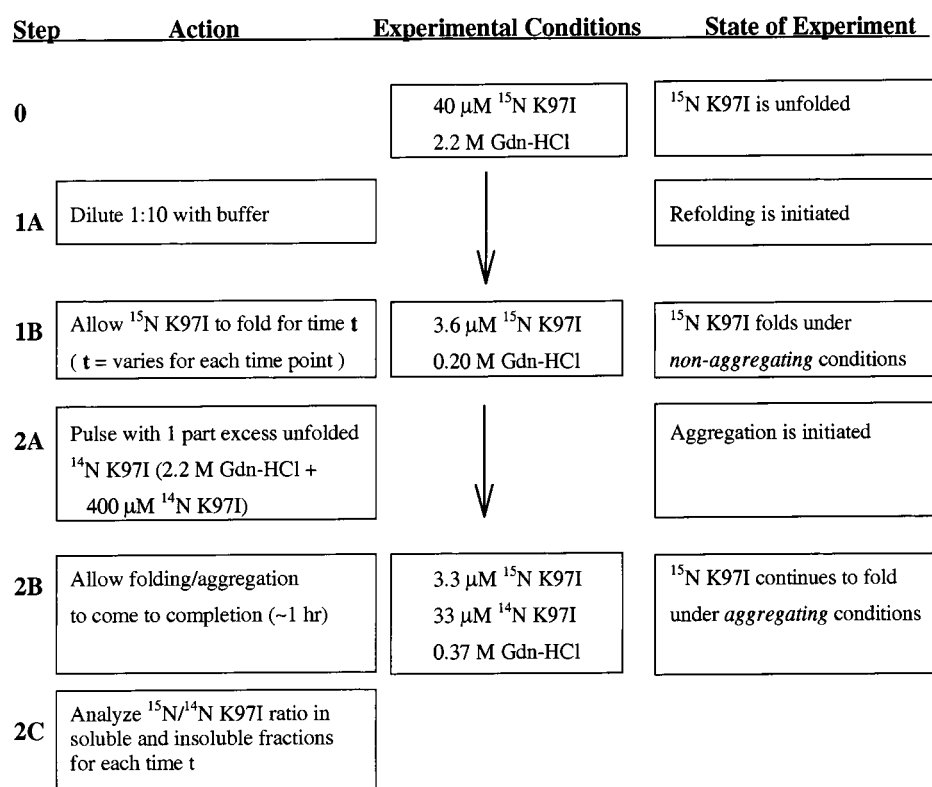 Step Action Experimental Conditions State of Experiment
0
40 μM ¹⁵N K97I
2.2 M Gdn-HCl
¹⁵N K97I is unfolded
1A
Dilute 1:10 with buffer
Refolding is initiated
1B
Allow ¹⁵N K97I to fold for time t
( t = varies for each time point )
3.6 μM ¹⁵N K97I
0.20 M Gdn-HCl
¹⁵N K97I folds under
non-aggregating conditions
2A
Pulse with 1 part excess unfolded
¹⁴N K97I (2.2 M Gdn-HCl +
400 μM ¹⁴N K97I)
Aggregation is initiated
2B
Allow folding/aggregation
to come to completion (~1 hr)
3.3 μM ¹⁵N K97I
33 μM ¹⁴N K97I
0.37 M Gdn-HCl
¹⁵N K97I continues to fold
under aggregating conditions
2C
Analyze ¹⁵N/¹⁴N K97I ratio in
soluble and insoluble fractions
for each time t